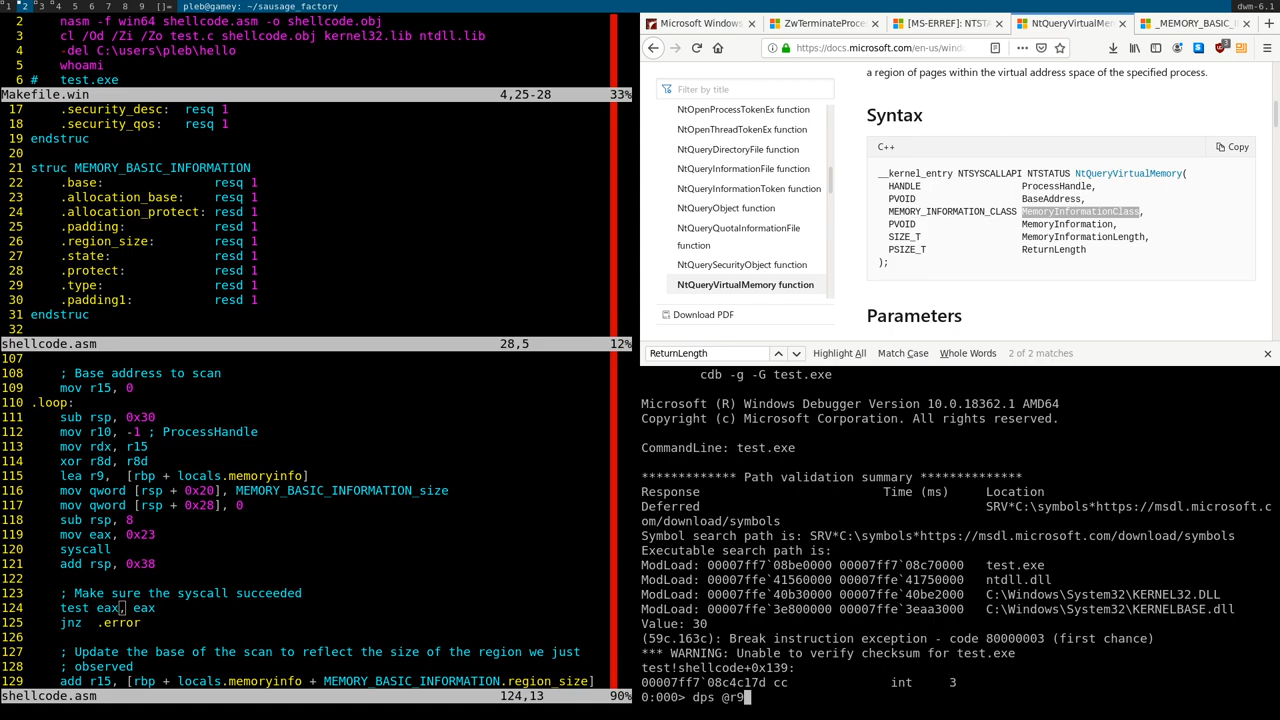 1 2 3 4 5 6 7 8 9 []= pleb@gamey: ~/sausage_factory dwm-6.1
2 nasm -f win64 shellcode.asm -o shellcode.obj
3 cl /Od /Zi /Zo test.c shellcode.obj kernel32.lib ntdll.lib
4 -del C:\users\pleb\hello
5 whoami
6 # test.exe
Makefile.win 4,25-28 33%
17 .security_desc: resq 1
18 .security_qos: resq 1
19 endstruc
20
21 struc MEMORY_BASIC_INFORMATION
22 .base: resq 1
23 .allocation_base: resq 1
24 .allocation_protect: resd 1
25 .padding: resd 1
26 .region_size: resq 1
27 .state: resd 1
28 .protect: resd 1
29 .type: resd 1
30 .padding1: resd 1
31 endstruc
32
shellcode.asm 28,5 12%
107
108 ; Base address to scan
109 mov r15, 0
110 .loop:
111 sub rsp, 0x30
112 mov r10, -1 ; ProcessHandle
113 mov rdx, r15
114 xor r8d, r8d
115 lea r9, [rbp + locals.memoryinfo]
116 mov qword [rsp + 0x20], MEMORY_BASIC_INFORMATION_size
117 mov qword [rsp + 0x28], 0
118 sub rsp, 8
119 mov eax, 0x23
120 syscall
121 add rsp, 0x38
122
123 ; Make sure the syscall succeeded
124 test eax, eax
125 jnz .error
126
127 ; Update the base of the scan to reflect the size of the region we just
128 ; observed
129 add r15, [rbp + locals.memoryinfo + MEMORY_BASIC_INFORMATION.region_size]
shellcode.asm 124,13 90%
Microsoft Windows ZwTerminateProce [MS-ERREF]: NTSTA NtQueryVirtualMem _MEMORY_BASIC_IN
https://docs.microsoft.com/en-us/wind
a region of pages within the virtual address space of the specified process.
Filter by title
NtOpenProcessTokenEx function
NtOpenThreadTokenEx function
NtQueryDirectoryFile function
NtQueryInformationFile function
NtQueryInformationToken function
NtQueryObject function
NtQueryQuotaInformationFile
function
NtQuerySecurityObject function
NtQueryVirtualMemory function
Download PDF
Syntax
C++ Copy
__kernel_entry NTSYSCALLAPI NTSTATUS NtQueryVirtualMemory(
HANDLE ProcessHandle,
PVOID BaseAddress,
MEMORY_INFORMATION_CLASS MemoryInformationClass,
PVOID MemoryInformation,
SIZE_T MemoryInformationLength,
PSIZE_T ReturnLength
);
Parameters
ReturnLength Highlight All Match Case Whole Words 2 of 2 matches
cdb -g -G test.exe
Microsoft (R) Windows Debugger Version 10.0.18362.1 AMD64
Copyright (c) Microsoft Corporation. All rights reserved.
CommandLine: test.exe
************* Path validation summary **************
Response Time (ms) Location
Deferred SRV*C:\symbols*https://msdl.microsoft.c
om/download/symbols
Symbol search path is: SRV*C:\symbols*https://msdl.microsoft.com/download/symbols
Executable search path is:
ModLoad: 00007ff7`08be0000 00007ff7`08c70000 test.exe
ModLoad: 00007ffe`41560000 00007ffe`41750000 ntdll.dll
ModLoad: 00007ffe`40b30000 00007ffe`40be2000 C:\Windows\System32\KERNEL32.DLL
ModLoad: 00007ffe`3e800000 00007ffe`3eaa3000 C:\Windows\System32\KERNELBASE.dll
Value: 30
(59c.163c): Break instruction exception - code 80000003 (first chance)
*** WARNING: Unable to verify checksum for test.exe
test!shellcode+0x139:
00007ff7`08c4c17d cc int 3
0:000> dps @r9